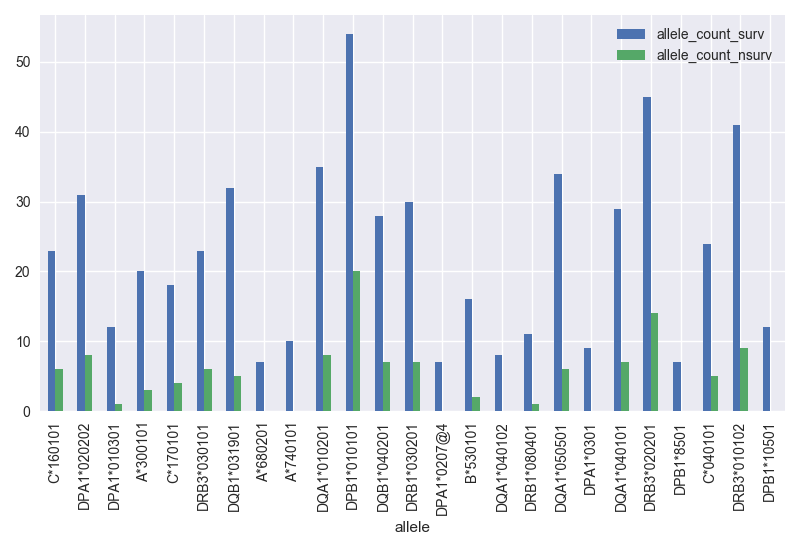 allele_count_surv
allele_count_nsurv
50
40
30
20
10
0
C*160101
DPA1*020202
DPA1*010301
A*300101
C*170101
DRB3*030101
DQB1*031901
A*680201
A*740101
DQA1*010201
DPB1*010101
DQB1*040201
DRB1*030201
DPA1*0207@4
B*530101
DQA1*040102
DRB1*080401
DQA1*050501
DPA1*0301
DQA1*040101
DRB3*020201
DPB1*8501
C*040101
DRB3*010102
DPB1*10501
allele